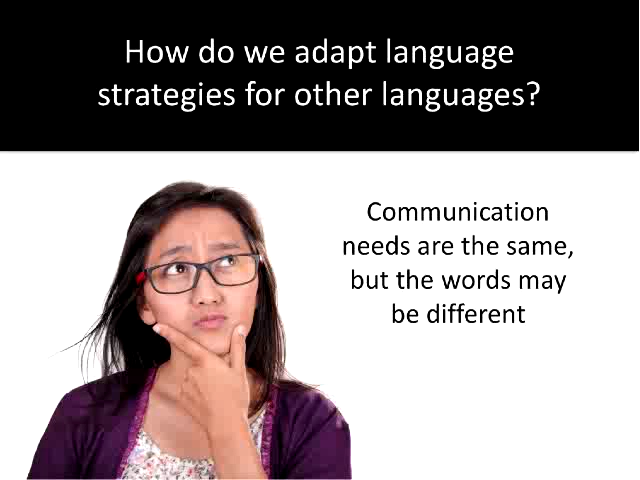 How do we adapt language
strategies for other languages?
Communication
needs are the same,
but the words may
be different